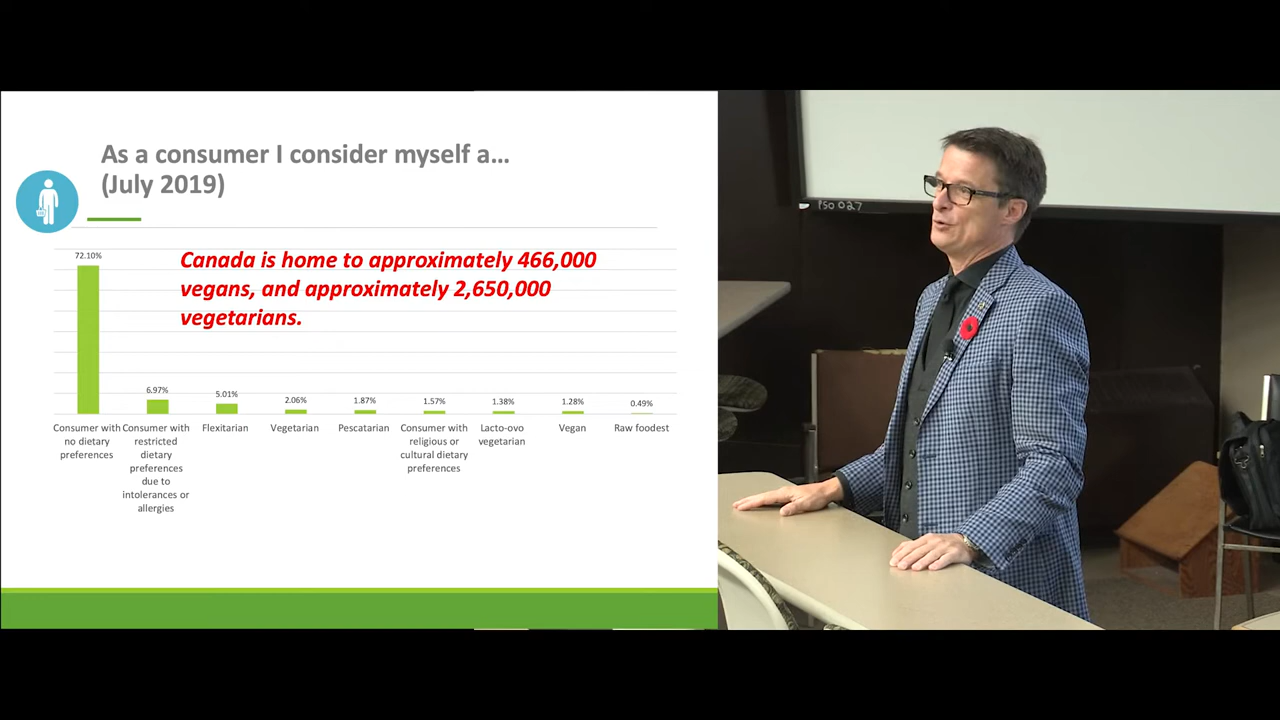 As a consumer I consider myself a…
(July 2019)
Canada is home to approximately 466,000
vegans, and approximately 2,650,000
vegetarians.
72.10%
6.97%
5.01%
2.06%
1.87%
1.57%
1.38%
1.28%
0.49%
Consumer with
no dietary
preferences
Consumer with
restricted
dietary
preferences
due to
intolerances or
allergies
Flexitarian
Vegetarian
Pescatarian
Consumer with
religious or
cultural dietary
preferences
Lacto-ovo
vegetarian
Vegan
Raw foodest
PSO 027